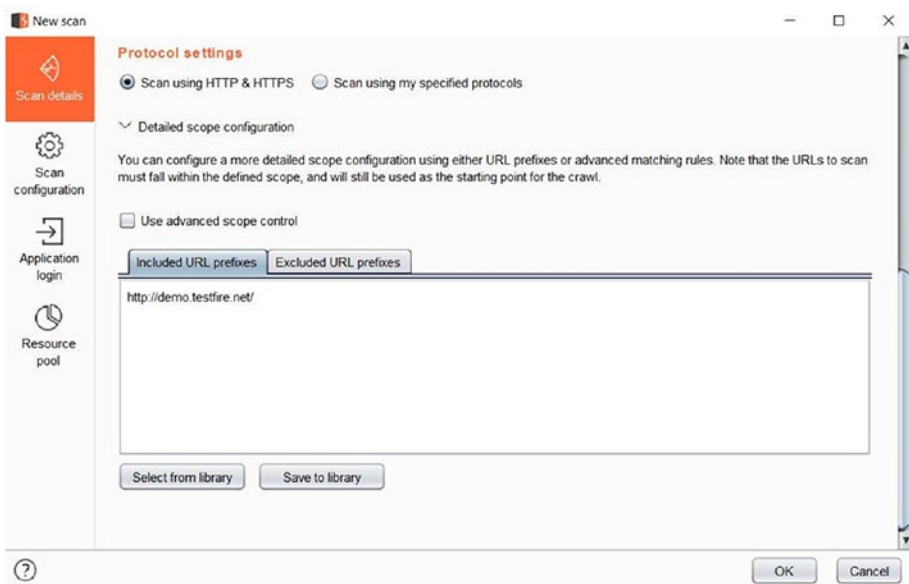 New scan
Scan details
Scan
configuration
Application
login
Resource
pool
Protocol settings
Scan using HTTP & HTTPS
Scan using my specified protocols
Detailed scope configuration
You can configure a more detailed scope configuration using either URL prefixes or advanced matching rules. Note that the URLs to scan
must fall within the defined scope, and will still be used as the starting point for the crawl.
Use advanced scope control
Included URL prefixes
Excluded URL prefixes
http://demo.testfire.net/
Select from library
Save to library
?
OK
Cancel